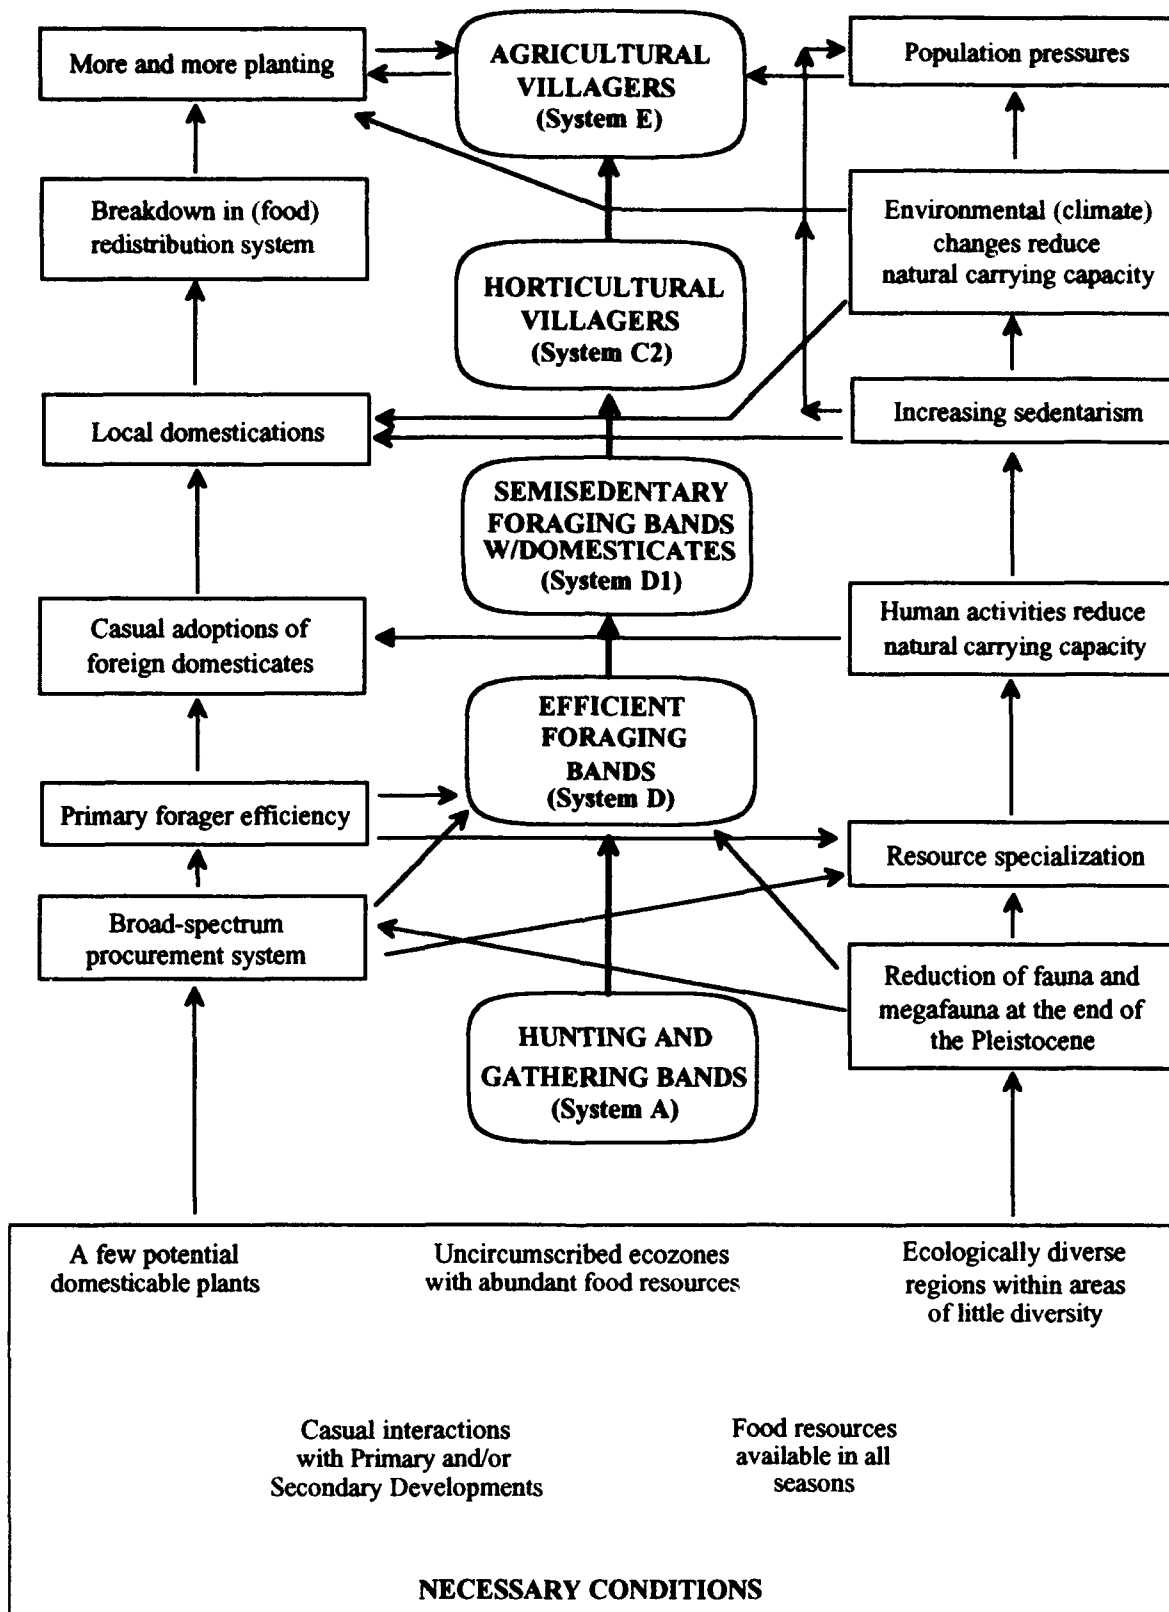 More and more planting
AGRICULTURAL
VILLAGERS
(System E)
Population pressures
Breakdown in (food)
redistribution system
Environmental (climate)
changes reduce
natural carrying capacity
HORTICULTURAL
VILLAGERS
(System C2)
Local domestications
Increasing sedentarism
SEMISEDENTARY
FORAGING BANDS
W/DOMESTICATES
(System D1)
Casual adoptions of
foreign domesticates
Human activities reduce
natural carrying capacity
EFFICIENT
FORAGING
BANDS
(System D)
Primary forager efficiency
Resource specialization
Broad-spectrum
procurement system
Reduction of fauna and
megafauna at the end of
the Pleistocene
HUNTING AND
GATHERING BANDS
(System A)
A few potential
domesticable plants
Uncircumscribed ecozones
with abundant food resources
Ecologically diverse
regions within areas
of little diversity
Casual interactions
with Primary and/or
Secondary Developments
Food resources
available in all
seasons
NECESSARY CONDITIONS